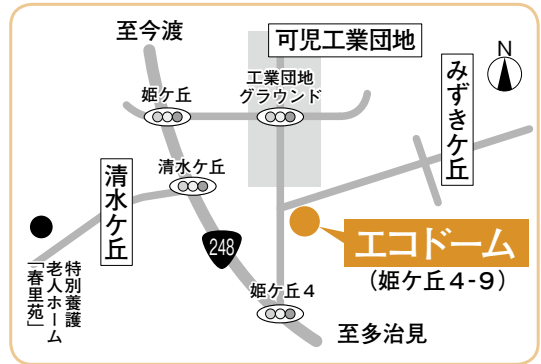 至今渡
可児工業団地
N
工業団地
グラウンド
姫ケ丘
みずきケ丘
清水ケ丘
清水ケ丘
248
エコドーム
(姫ケ丘4-9)
特別養護
老人ホーム
「春里苑」
姫ケ丘4
至多治見